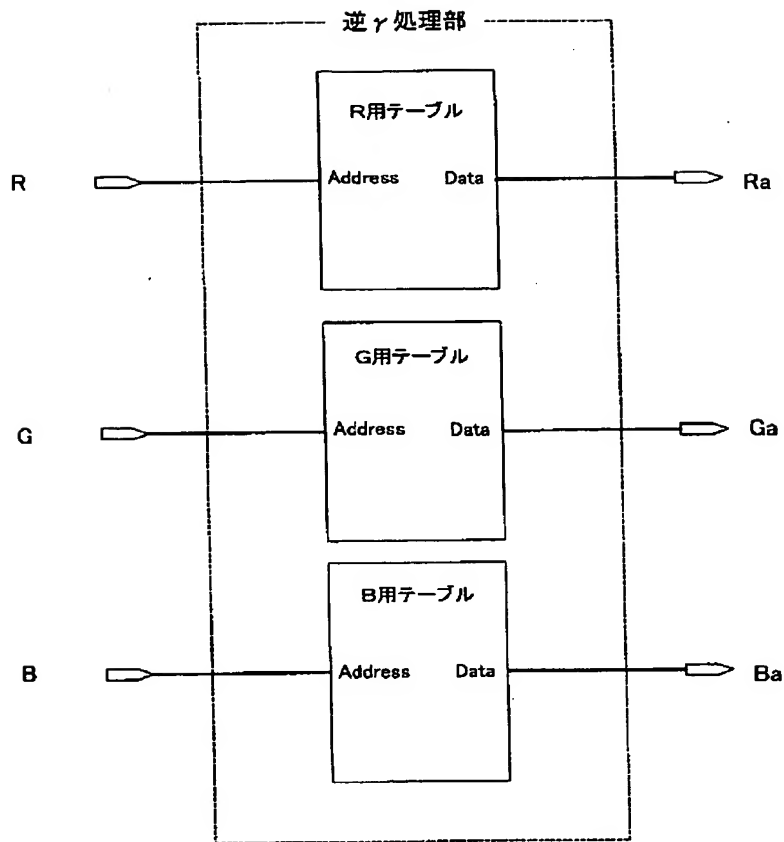 逆γ処理部
R用テーブル
R Address Data Ra
G用テーブル
G Address Data Ga
B用テーブル
B Address Data Ba